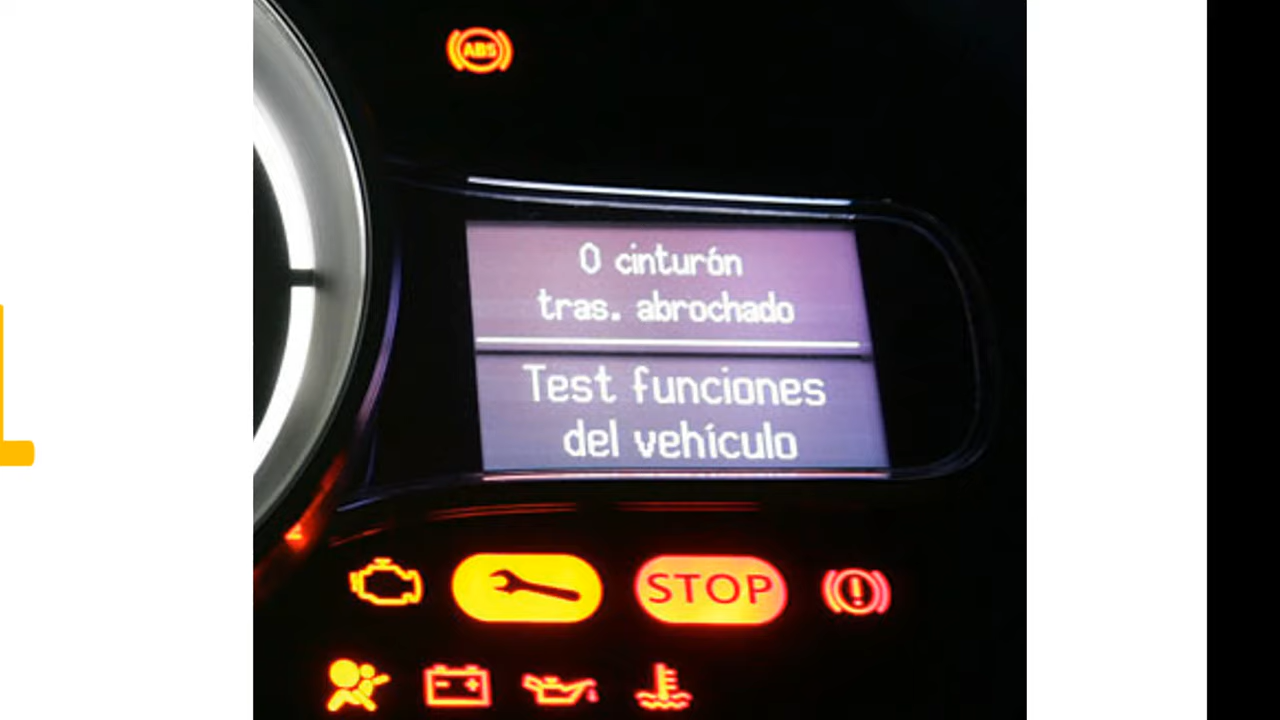 ABS
0 cinturón
tras. abrochado
Test funciones
del vehículo
STOP